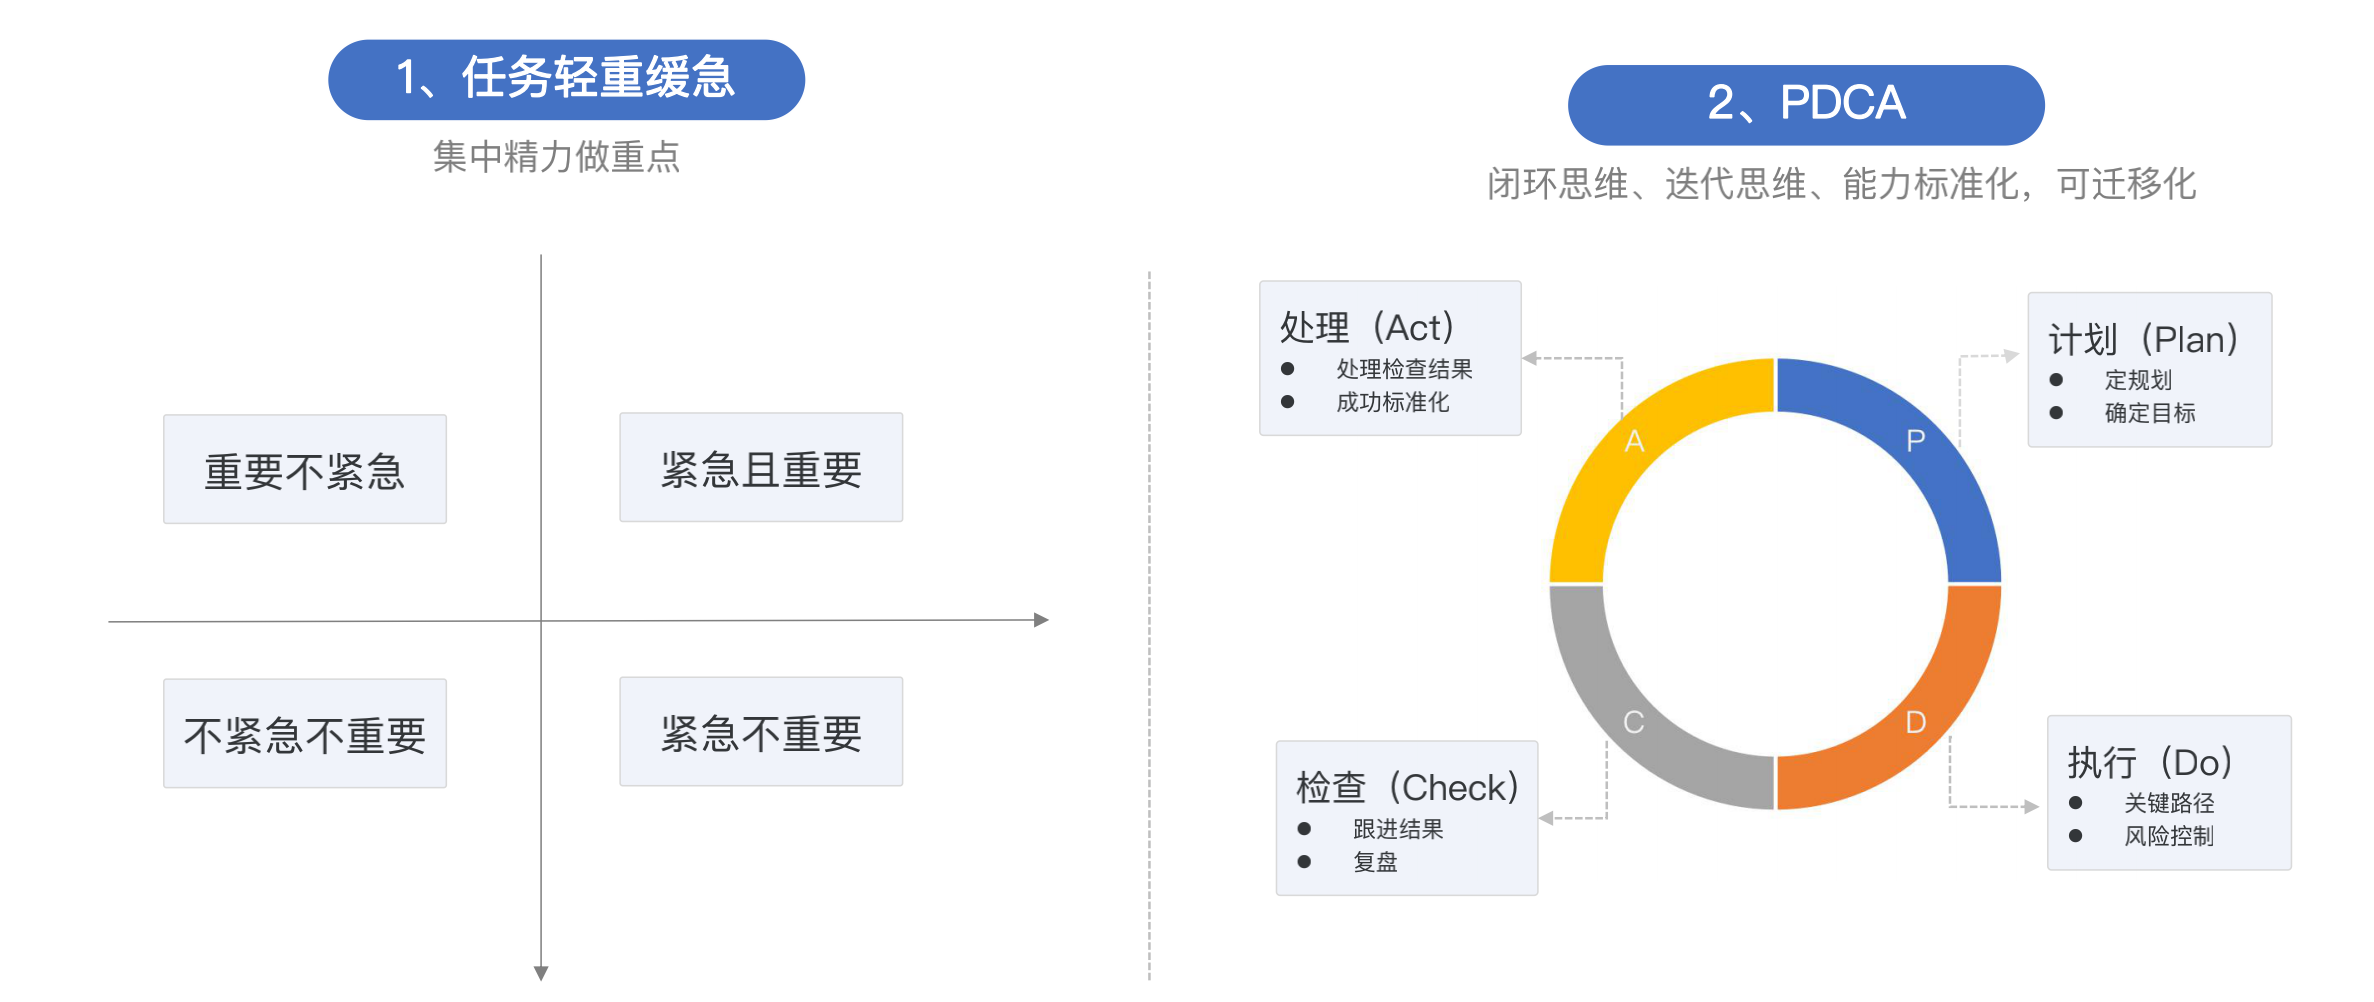 1、任务轻重缓急
集中精力做重点
重要不紧急
紧急且重要
不紧急不重要
紧急不重要
2、PDCA
闭环思维、迭代思维、能力标准化，可迁移化
处理（Act）
● 处理检查结果
● 成功标准化
计划（Plan）
● 定规划
● 确定目标
A
P
C
D
检查（Check）
● 跟进结果
● 复盘
执行（Do）
● 关键路径
● 风险控制